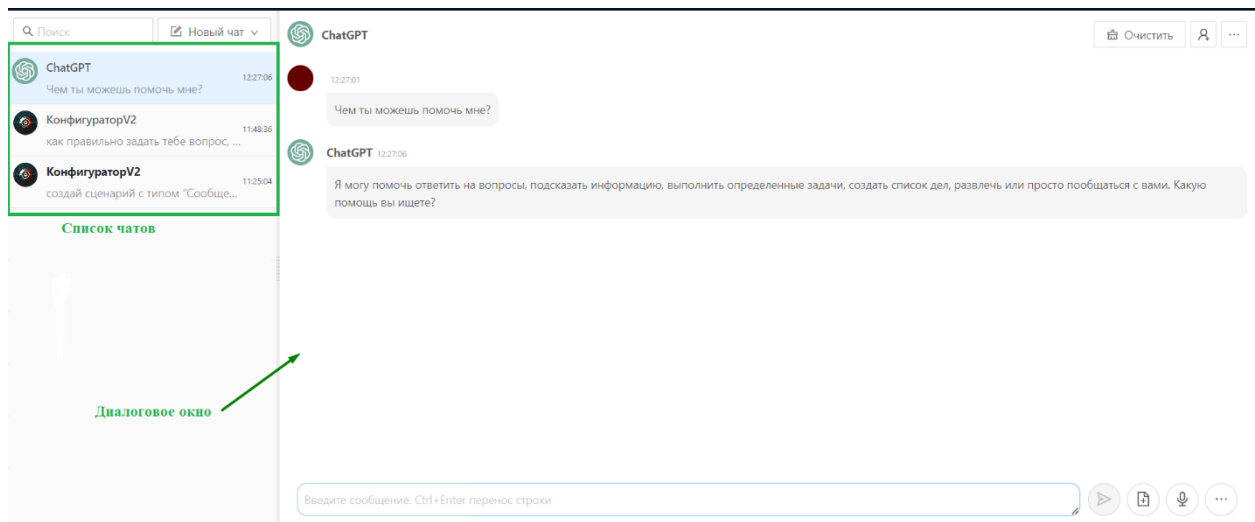 Поиск
Новый чат
ChatGPT
Очистить
ChatGPT
12:27:06
Чем ты можешь помочь мне?
КонфигураторV2
11:48:36
как правильно задать тебе вопрос, ...
КонфигураторV2
11:25:04
создай сценарий с типом "Сообще...
Список чатов
Диалоговое окно
12:27:01
Чем ты можешь помочь мне?
ChatGPT 12:27:06
Я могу помочь ответить на вопросы, подсказать информацию, выполнить определенные задачи, создать список дел, развлечь или просто пообщаться с вами. Какую
помощь вы ищете?
Введите сообщение. Ctrl+Enter перенос строки